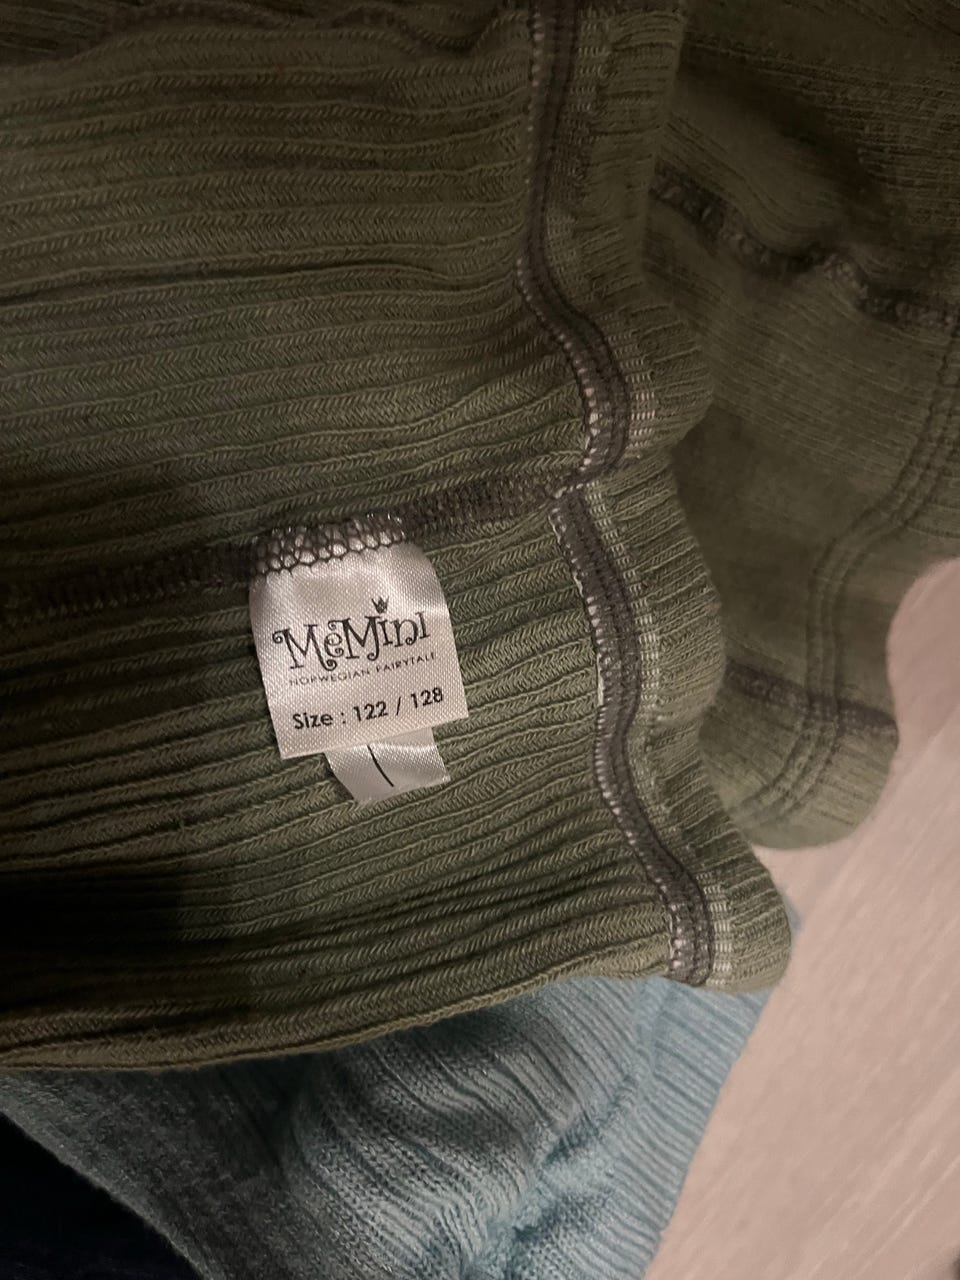 MeMini
NORWEGIAN FAIRYTALE
Size : 122 / 128